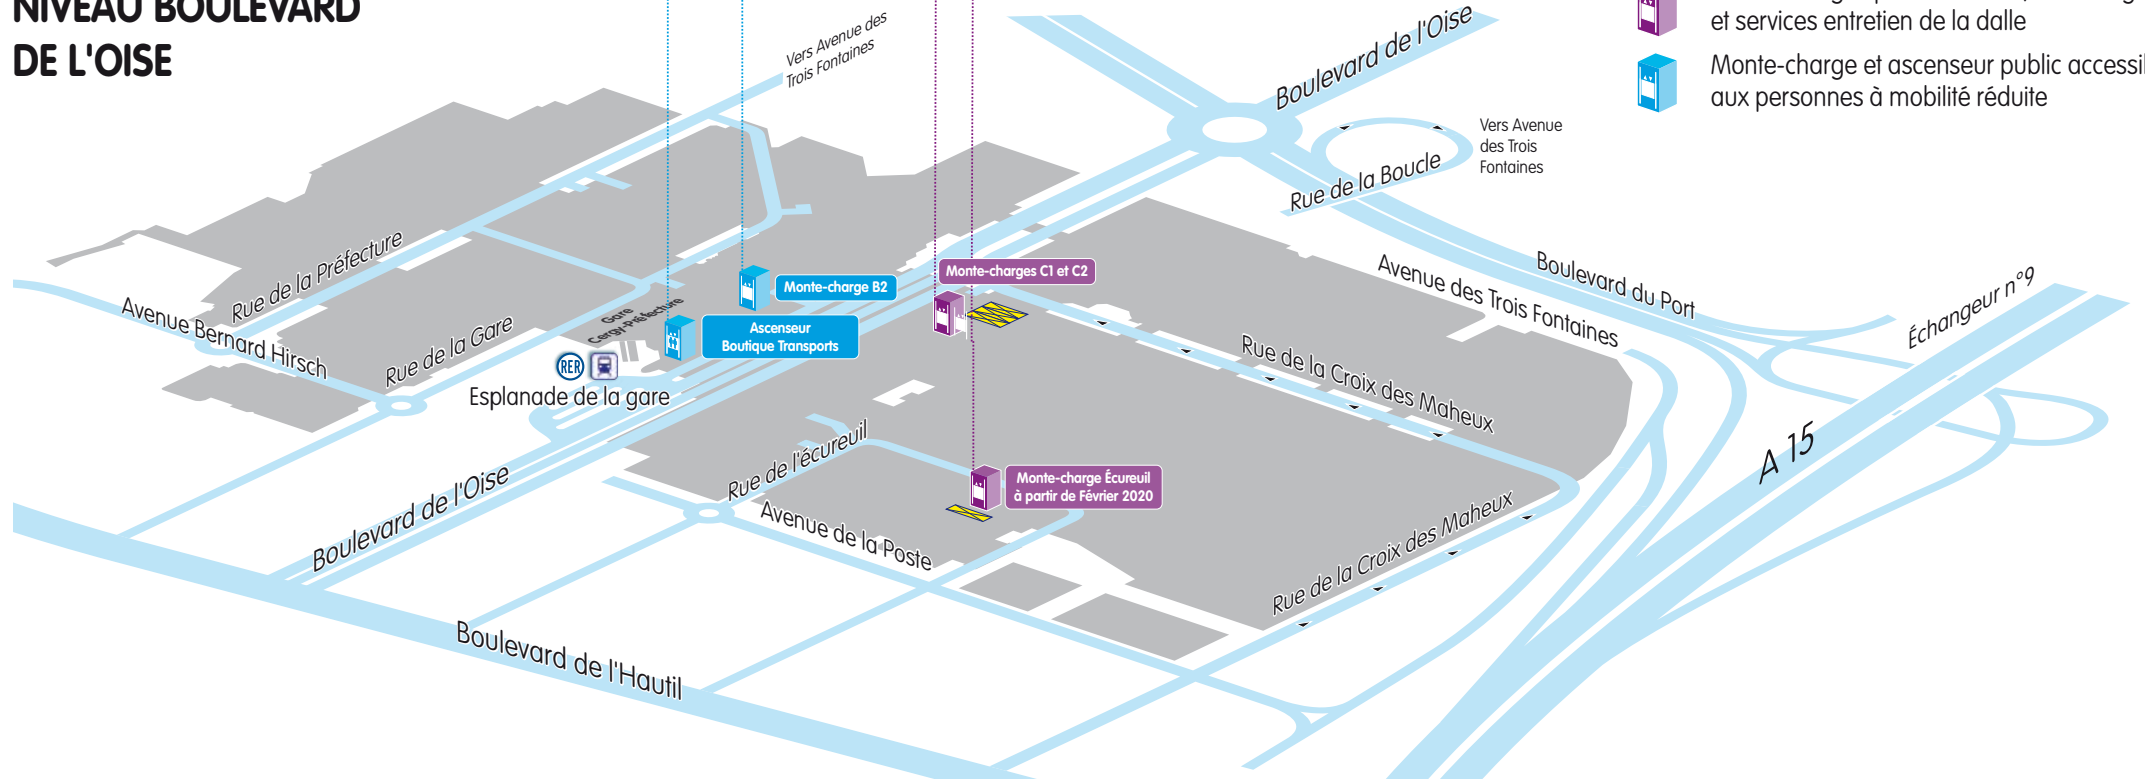 NIVEAU BOULEVARD
DE L'OISE
et services entretien de la dalle
Monte-charge et ascenseur public
aux personnes à mobilité réduite
Vers Avenue des
Trois Fontaines
Boulevard de l'Oise
Vers Avenue
des Trois
Fontaines
Rue de la Boucle
Rue de la Préfecture
Avenue Bernard Hirsch
Rue de la Gare
Gare
Cergy-Préfecture
Monte-charge B2
Ascenseur
Boutique Transports
Monte-charges C1 et C2
RER
Esplanade de la gare
Boulevard du Port
Avenue des Trois Fontaines
Échangeur n°9
Rue de la Croix des Maheux
A 15
Rue de l'écureuil
Monte-charge Écureuil
à partir de Février 2020
Boulevard de l'Oise
Avenue de la Poste
Rue de la Croix des Maheux
Boulevard de l'Hautil